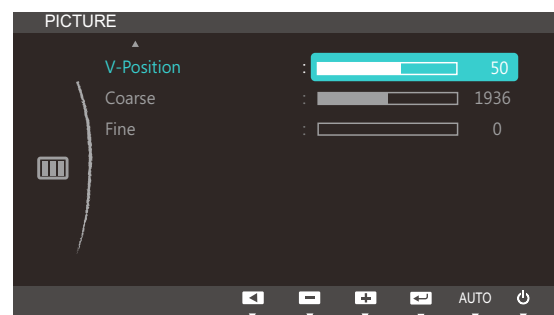 PICTURE
V-Position : 50
Coarse : 1936
Fine : 0
AUTO